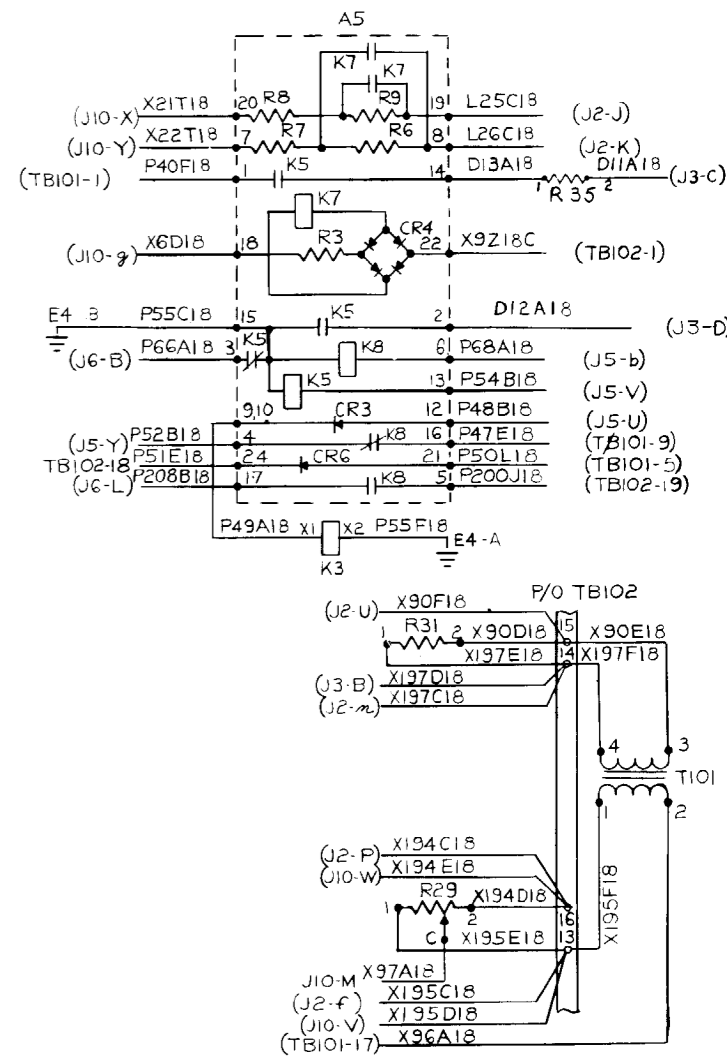 A5
K7
K7
(J10-X) X21T18 20 R8 R9 19 L25C18 (J2-J)
(J10-Y) X22T18 7 R7 R6 8 L26C18 (J2-K)
(TB101-1) P40F18 1 K5 14 D13A18 1 R35 2 D11A18 (J3-C)
K7
(J10-g) X6D18 18 R3 CR4 22 X9Z18C (TB102-1)
E4 B P55C18 15 K5 2 D12A18 (J3-D)
(J6-B) P66A18 3 K5 K8 6 P68A18 (J5-b)
K5 13 P54B18 (J5-V)
9,10 CR3 12 P48B18 (J5-U)
(J5-Y) P52B18 4 K8 16 P47E18 (TB101-9)
TB102-18 P51E18 24 CR6 21 P50L18 (TB101-5)
(J6-L) P208B18 17 K8 5 P200J18 (TB102-19)
P49A18 X1 X2 P55F18 E4-A
K3
P/O TB102
(J2-U) X90F18 15
1 R31 2 X90D18 X90E18
X197E18 14 X197F18
(J3-B) X197D18
(J2-n) X197C18
4 3
T101
1 2
(J2-P) X194C18
(J10-W) X194E18
1 R29 2 X194D18 16 X195F18
C X195E18 13
J10-M X97A18
(J2-f) X195C18
(J10-V) X195D18
(TB101-17) X96A18